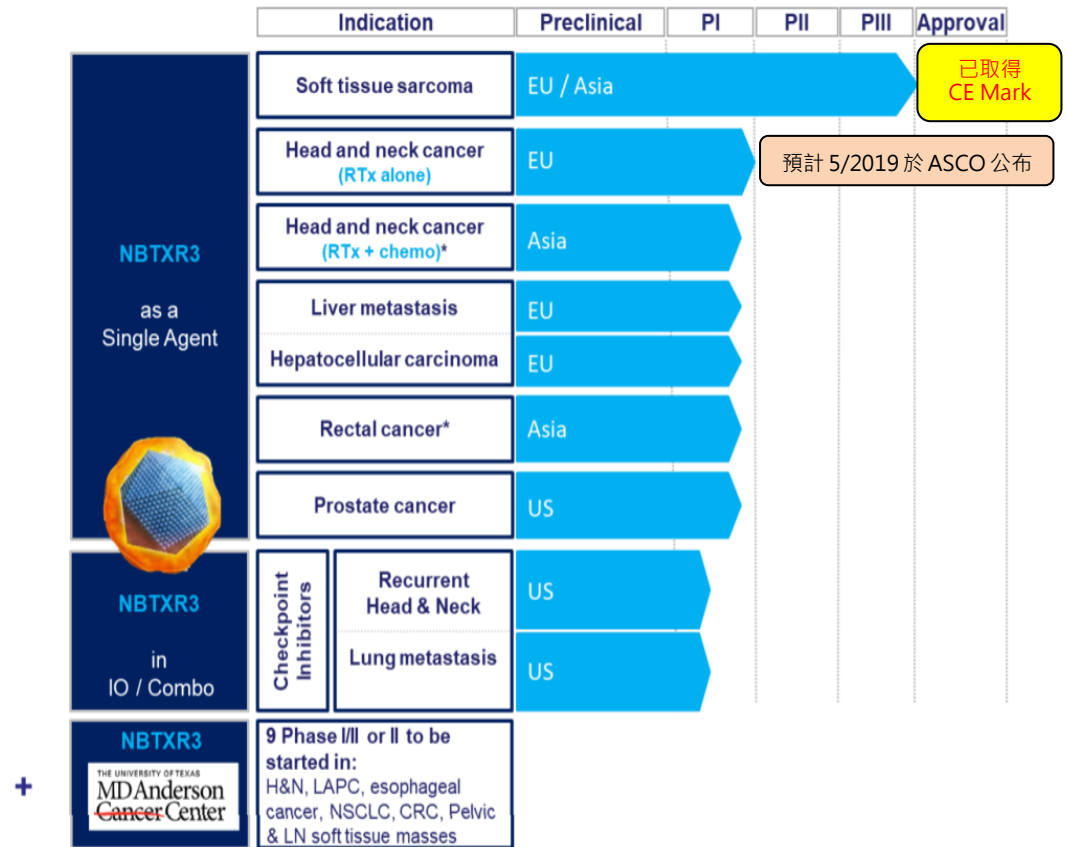 Indication Preclinical PI PII PIII Approval
NBTXR3
as a
Single Agent
Soft tissue sarcoma
EU / Asia
已取得
CE Mark
Head and neck cancer
(RTx alone)
EU
預計 5/2019 於 ASCO 公布
Head and neck cancer
(RTx + chemo)*
Asia
Liver metastasis
EU
Hepatocellular carcinoma
EU
Rectal cancer*
Asia
Prostate cancer
US
NBTXR3
in
IO / Combo
Checkpoint
Inhibitors
Recurrent
Head & Neck
US
Lung metastasis
US
+
NBTXR3
THE UNIVERSITY OF TEXAS
MD Anderson
Cancer Center
9 Phase I/II or II to be
started in:
H&N, LAPC, esophageal
cancer, NSCLC, CRC, Pelvic
& LN soft tissue masses